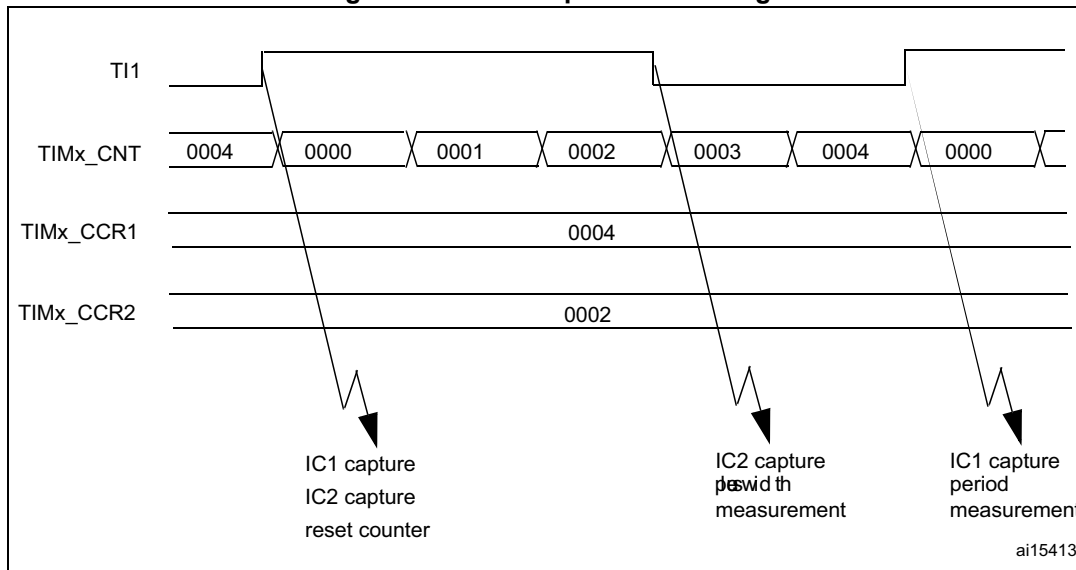 TI1
TIMx_CNT 0004 0000 0001 0002 0003 0004 0000
TIMx_CCR1 0004
TIMx_CCR2 0002
IC1 capture
IC2 capture
reset counter
IC2 capture
measurement
IC1 capture
period
measurement
ai15413